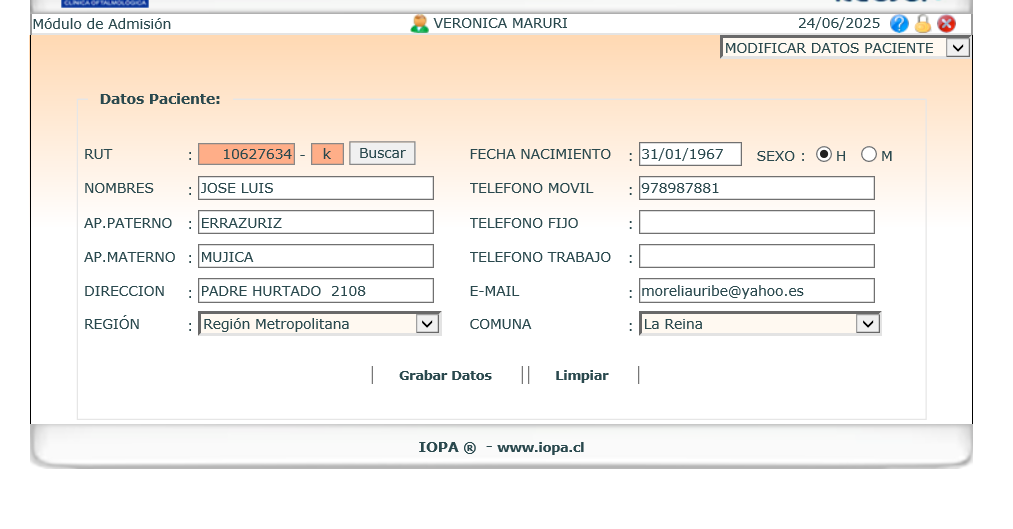 CLINICA OFTALMOLOGICA
Módulo de Admisión VERONICA MARURI 24/06/2025
MODIFICAR DATOS PACIENTE
Datos Paciente:
RUT : 10627634 - k Buscar FECHA NACIMIENTO : 31/01/1967 SEXO : H M
NOMBRES : JOSE LUIS TELEFONO MOVIL : 978987881
AP.PATERNO : ERRAZURIZ TELEFONO FIJO :
AP.MATERNO : MUJICA TELEFONO TRABAJO :
DIRECCION : PADRE HURTADO 2108 E-MAIL : moreliauribe@yahoo.es
REGIÓN : Región Metropolitana COMUNA : La Reina
| Grabar Datos || Limpiar |
IOPA ® - www.iopa.cl